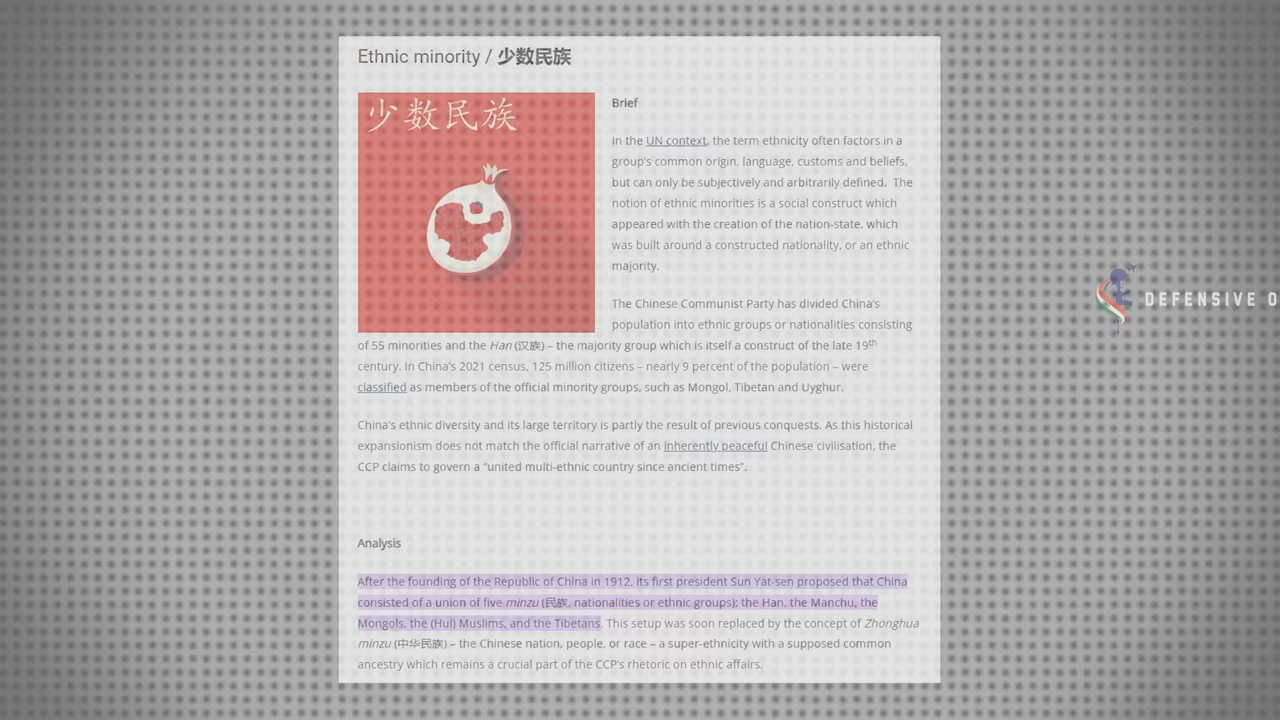 Ethnic minority / 少数民族
少数民族
Brief
In the UN context, the term ethnicity often factors in a
group's common origin, language, customs and beliefs,
but can only be subjectively and arbitrarily defined. The
notion of ethnic minorities is a social construct which
appeared with the creation of the nation-state, which
was built around a constructed nationality, or an ethnic
majority.
The Chinese Communist Party has divided China's
population into ethnic groups or nationalities consisting
of 55 minorities and the Han (汉族) – the majority group which is itself a construct of the late 19th
century. In China's 2021 census, 125 million citizens – nearly 9 percent of the population – were
classified as members of the official minority groups, such as Mongol, Tibetan and Uyghur.
China's ethnic diversity and its large territory is partly the result of previous conquests. As this historical
expansionism does not match the official narrative of an inherently peaceful Chinese civilisation, the
CCP claims to govern a "united multi-ethnic country since ancient times".
Analysis
After the founding of the Republic of China in 1912, its first president Sun Yat-sen proposed that China
consisted of a union of five minzu (民族, nationalities or ethnic groups); the Han, the Manchu, the
Mongols, the (Hui) Muslims, and the Tibetans. This setup was soon replaced by the concept of Zhonghua
minzu (中华民族) – the Chinese nation, people, or race – a super-ethnicity with a supposed common
ancestry which remains a crucial part of the CCP's rhetoric on ethnic affairs.
DEFENSIVE O